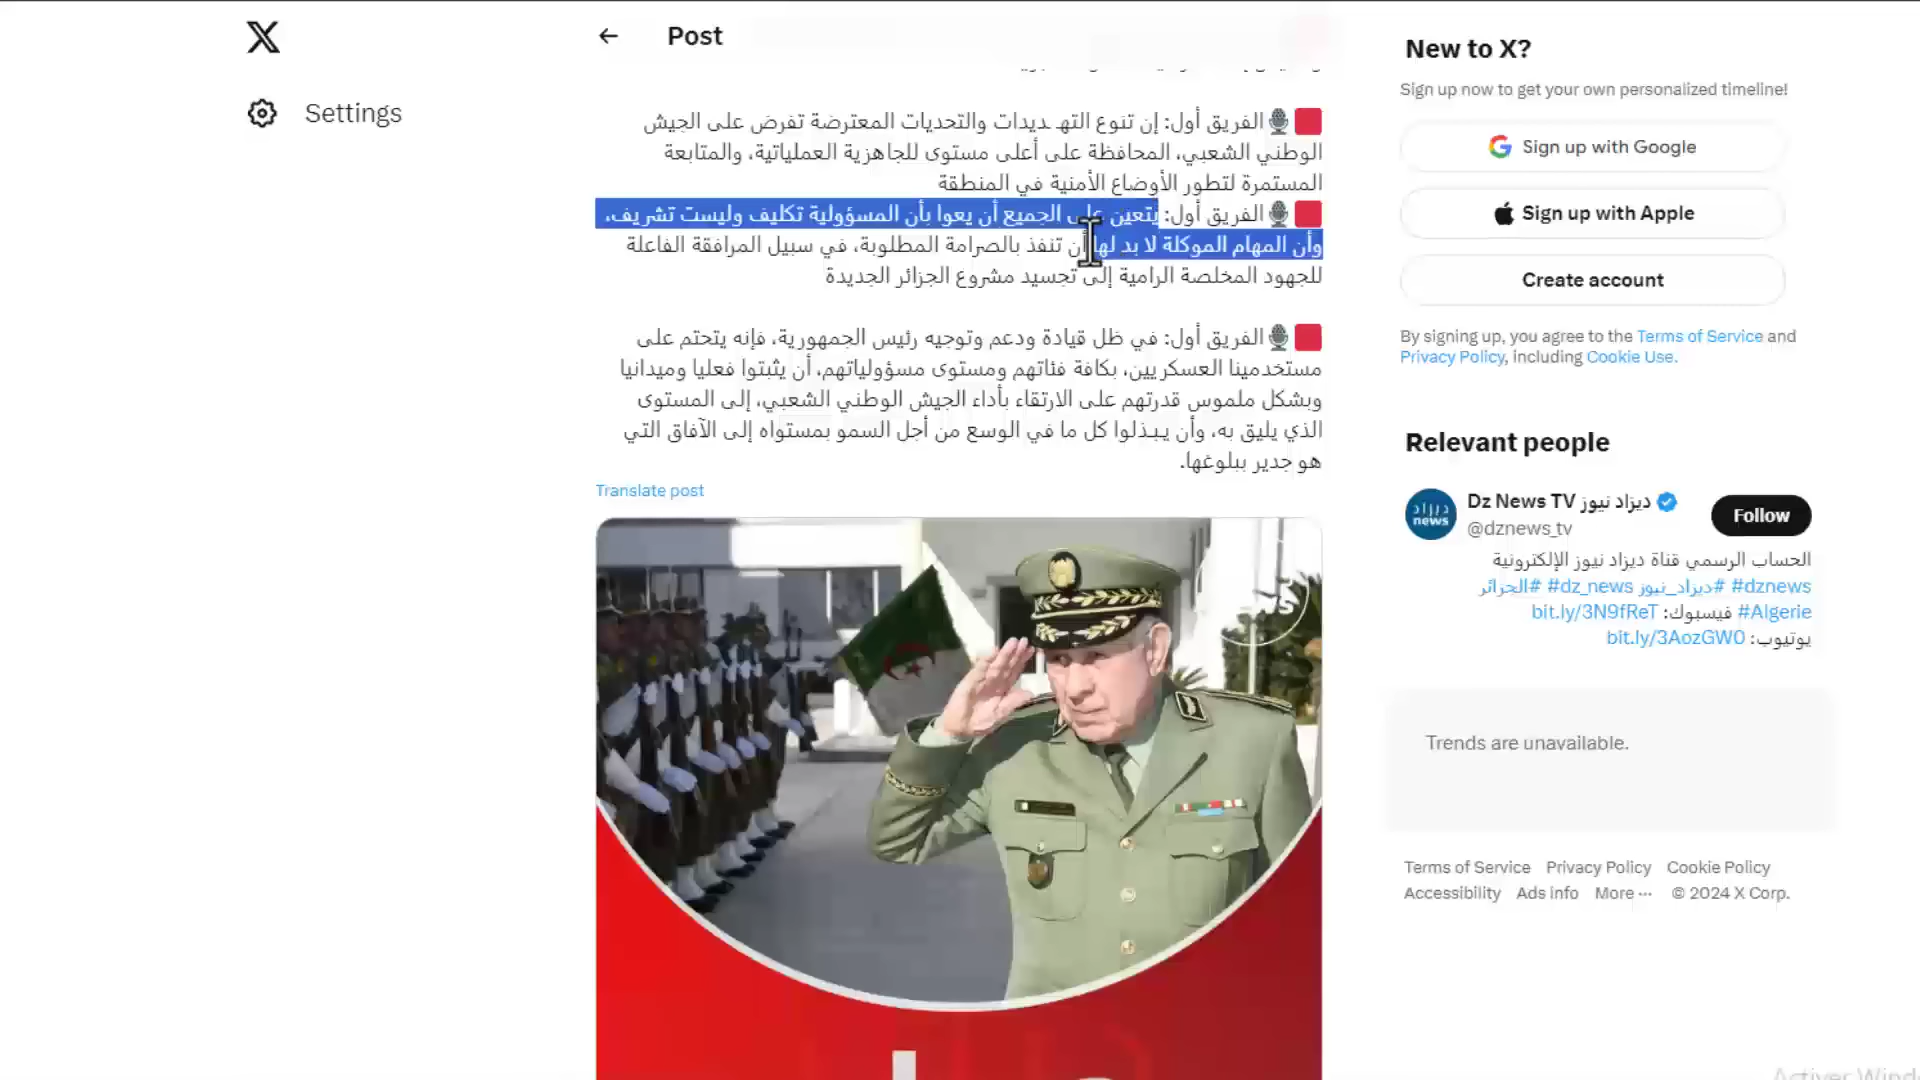 Post
Settings
الفريق أول: إن تنوع التهـديدات والتحديات المعترضة تفرض على الجيش
الوطني الشعبي، المحافظة على أعلى مستوى للجاهزية العملياتية، والمتابعة
المستمرة لتطور الأوضاع الأمنية في المنطقة
الفريق أول: يتعين على الجميع أن يعوا بأن المسؤولية تكليف وليست تشريف،
وأن المهام الموكلة لا بد لها أن تنفذ بالصرامة المطلوبة، في سبيل المرافقة الفاعلة
للجهود المخلصة الرامية إلى تجسيد مشروع الجزائر الجديدة
الفريق أول: في ظل قيادة ودعم وتوجيه رئيس الجمهورية، فإنه يتحتم على
مستخدمينا العسكريين، بكافة فئاتهم ومستوى مسؤولياتهم، أن يثبتوا فعليا وميدانيا
وبشكل ملموس قدرتهم على الارتقاء بأداء الجيش الوطني الشعبي، إلى المستوى
الذي يليق به، وأن يبـذلوا كل ما في الوسع من أجل السمو بمستواه إلى الآفاق التي
هو جدير ببلوغها.
Translate post
New to X?
Sign up now to get your own personalized timeline!
Sign up with Google
Sign up with Apple
Create account
By signing up, you agree to the Terms of Service and
Privacy Policy, including Cookie Use.
Relevant people
Dz News TV ديزاد نيوز
@dznews_tv
Follow
ديزاد
news
الحساب الرسمي قناة ديزاد نيوز الإلكترونية
#dznews #ديزاد_نيوز #dz_news #الجزائر
#Algerie فيسبوك: bit.ly/3N9fReT
يوتيوب: bit.ly/3AozGW0
Trends are unavailable.
Terms of Service Privacy Policy Cookie Policy
Accessibility Ads info More ··· © 2024 X Corp.